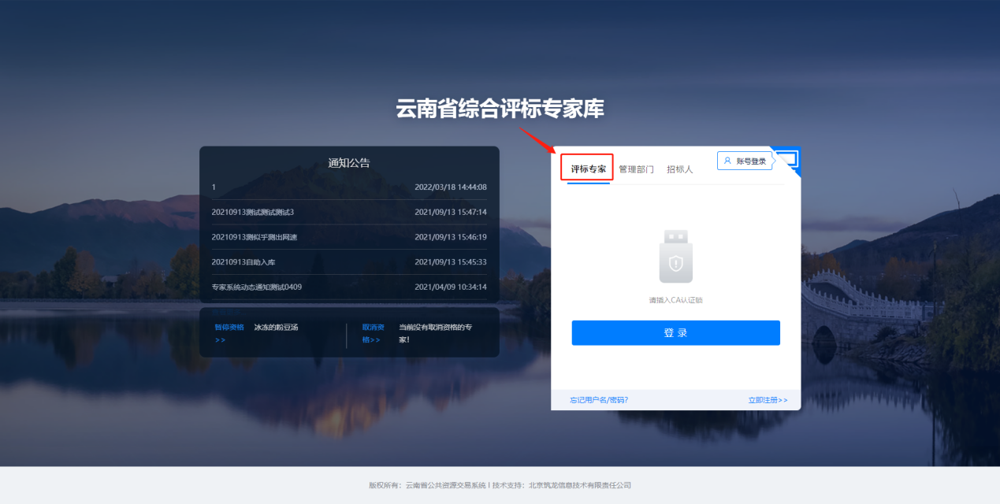 云南省综合评标专家库
通知公告
1 2022/03/18 14:44:08
20210913测试测试测试3 2021/09/13 15:47:14
20210913测似乎测出网速 2021/09/13 15:46:19
20210913自助入库 2021/09/13 15:45:33
专家系统动态通知测试0409 2021/04/09 10:34:14
暂停资格
>>
冰冻的粉豆汤
取消资
格>>
当前没有取消资格的专
家!
评标专家 管理部门 招标人
账号登录
请插入CA认证锁
登 录
忘记用户名/密码? 立即注册>>
版权所有：云南省公共资源交易系统 | 技术支持：北京筑龙信息技术有限责任公司